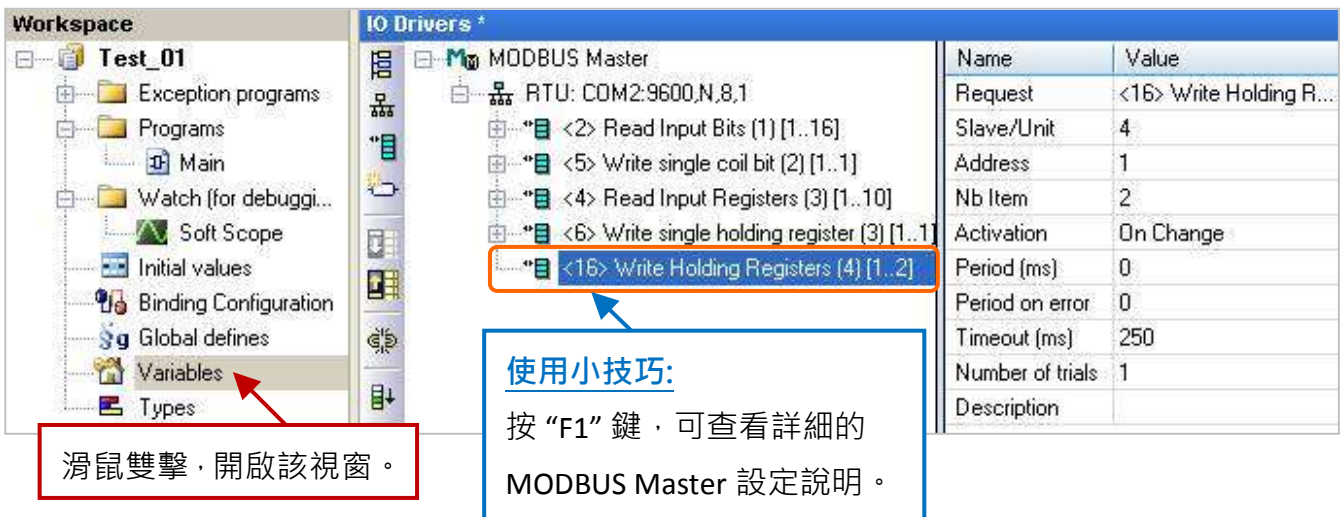 Workspace
Test_01
Exception programs
Programs
Main
Watch (for debuggi...
Soft Scope
Initial values
Binding Configuration
Global defines
Variables
Types
IO Drivers *
MODBUS Master
RTU: COM2:9600,N,8,1
<2> Read Input Bits (1) [1..16]
<5> Write single coil bit (2) [1..1]
<4> Read Input Registers (3) [1..10]
<6> Write single holding register (3) [1..1]
<16> Write Holding Registers (4) [1..2]
Name Value
Request <16> Write Holding R...
Slave/Unit 4
Address 1
Nb Item 2
Activation On Change
Period (ms) 0
Period on error 0
Timeout (ms) 250
Number of trials 1
Description
滑鼠雙擊，開啟該視窗。
使用小技巧:
按 “F1” 鍵，可查看詳細的
MODBUS Master 設定說明。